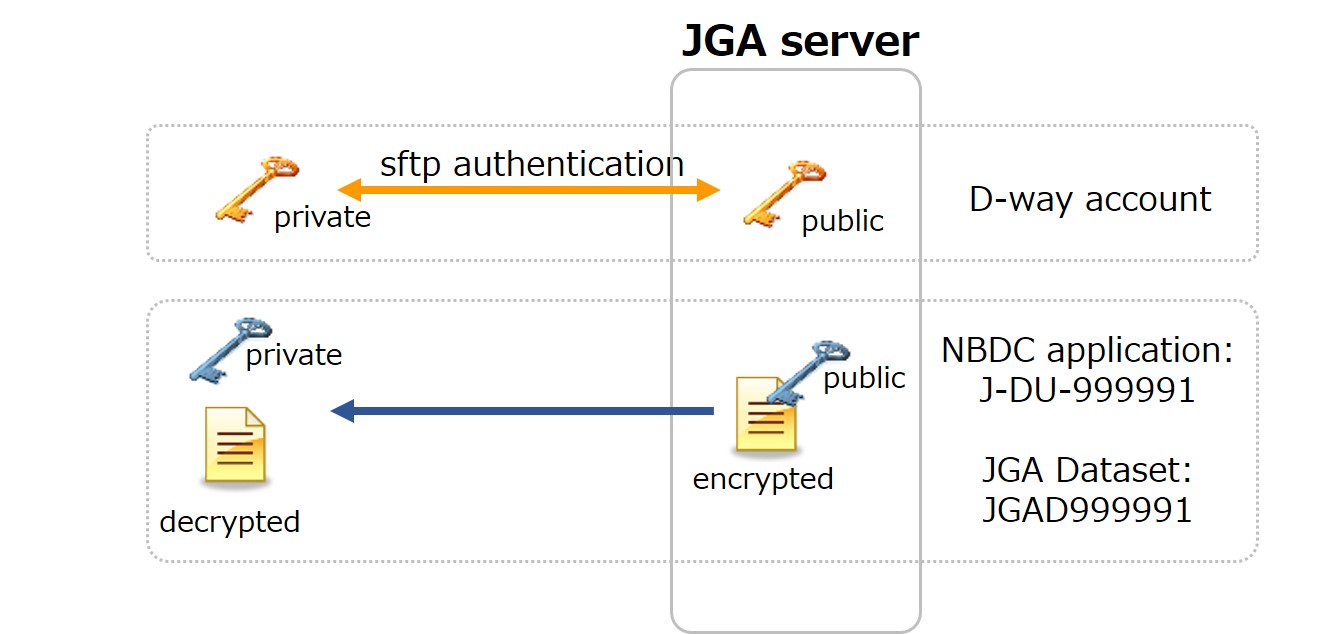 JGA server
sftp authentication
private
public
D-way account
private
public
decrypted
encrypted
NBDC application:
J-DU-999991
JGA Dataset:
JGAD999991